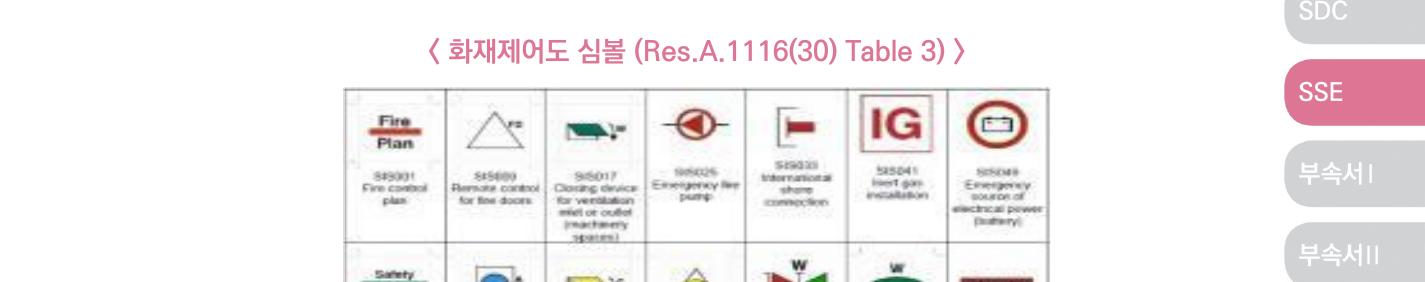 SDC
< 화재제어도 심볼 (Res.A.1116(30) Table 3) >
SSE
Fire
Plan
FD
IG
SIS001
Fire control
plan
SIS009
Remote control
for fire doors
SIS017
Closing device
for ventilation
inlet or outlet
(machinery
spaces)
SIS025
Emergency fire
pump
SIS033
International
shore
connection
SIS041
Inert gas
installation
Emergency
source of
electrical power
(battery)
부속서I
Safety
W
W
부속서II